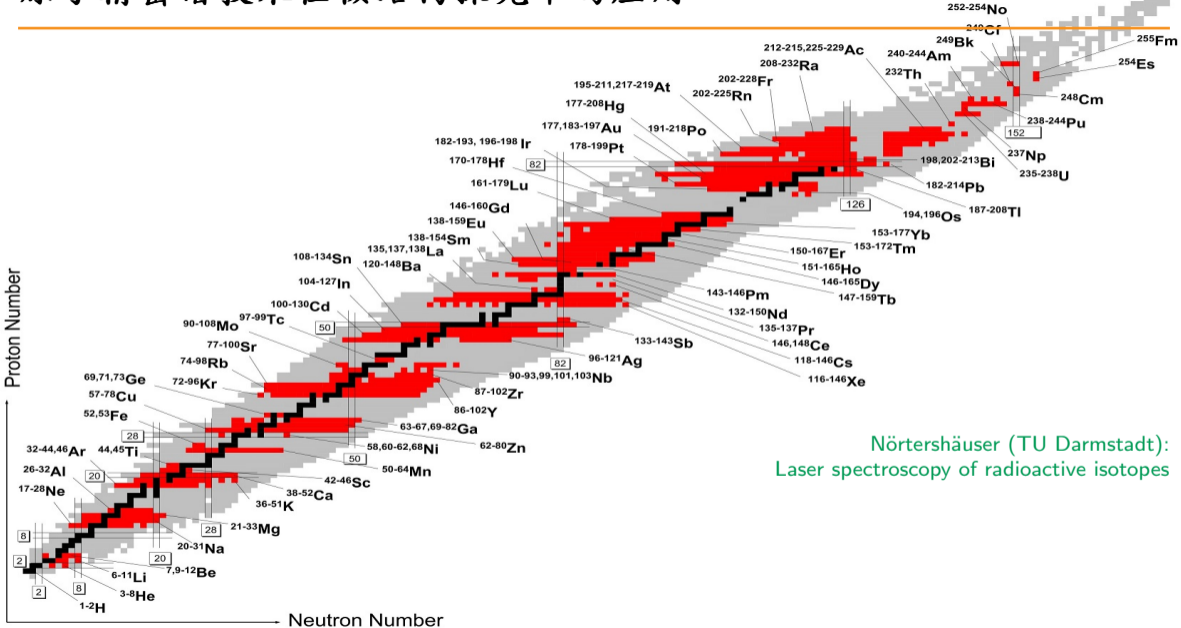 252-254No
249Cf
249Bk
255Fm
240-244Am
254Es
212-215,225-229Ac
232Th
208-232Ra
202-228Fr
195-211,217-219At
202-225Rn
248Cm
177-208Hg
238-244Pu
177,183-197Au
191-218Po
152
182-193, 196-198 Ir
178-199Pt
237Np
170-178Hf
82
198,202-213Bi
235-238U
161-179Lu
182-214Pb
146-160Gd
126
187-208Tl
138-159Eu
194,196Os
138-154Sm
153-177Yb
135,137,138La
153-172Tm
108-134Sn
120-148Ba
150-167Er
151-165Ho
104-127In
146-165Dy
100-130Cd
143-146Pm
147-159Tb
97-99Tc
132-150Nd
90-108Mo
50
135-137Pr
77-100Sr
133-143Sb
146,148Ce
74-98Rb
82
96-121Ag
118-146Cs
69,71,73Ge
72-96Kr
90-93,99,101,103Nb
116-146Xe
57-78Cu
87-102Zr
52,53Fe
86-102Y
28
63-67,69-82Ga
32-44,46Ar
44,45Ti
58,60-62,68Ni
62-80Zn
26-32Al
20
50
50-64Mn
17-28Ne
42-46Sc
38-52Ca
36-51K
8
28
21-33Mg
20-31Na
2
20
7,9-12Be
6-11Li
2
8
3-8He
1-2H
Proton Number
Neutron Number
Nörtershäuser (TU Darmstadt):
Laser spectroscopy of radioactive isotopes